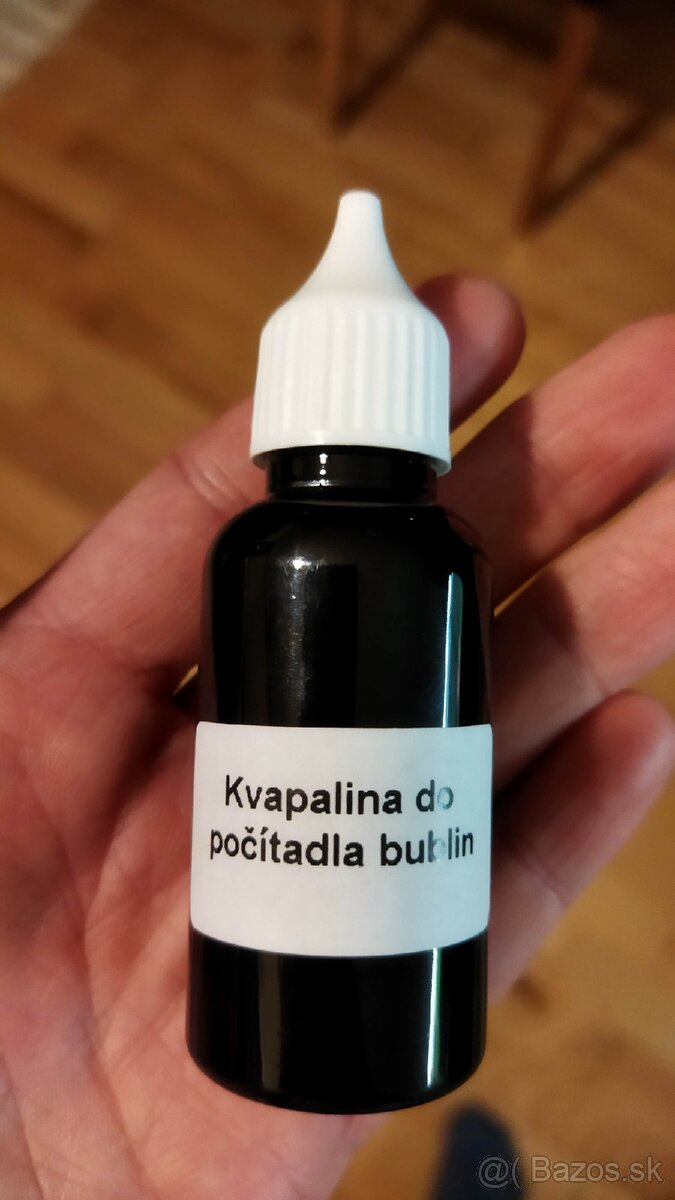 Kvapalina do
počítadla bublin
@( Bazos.sk